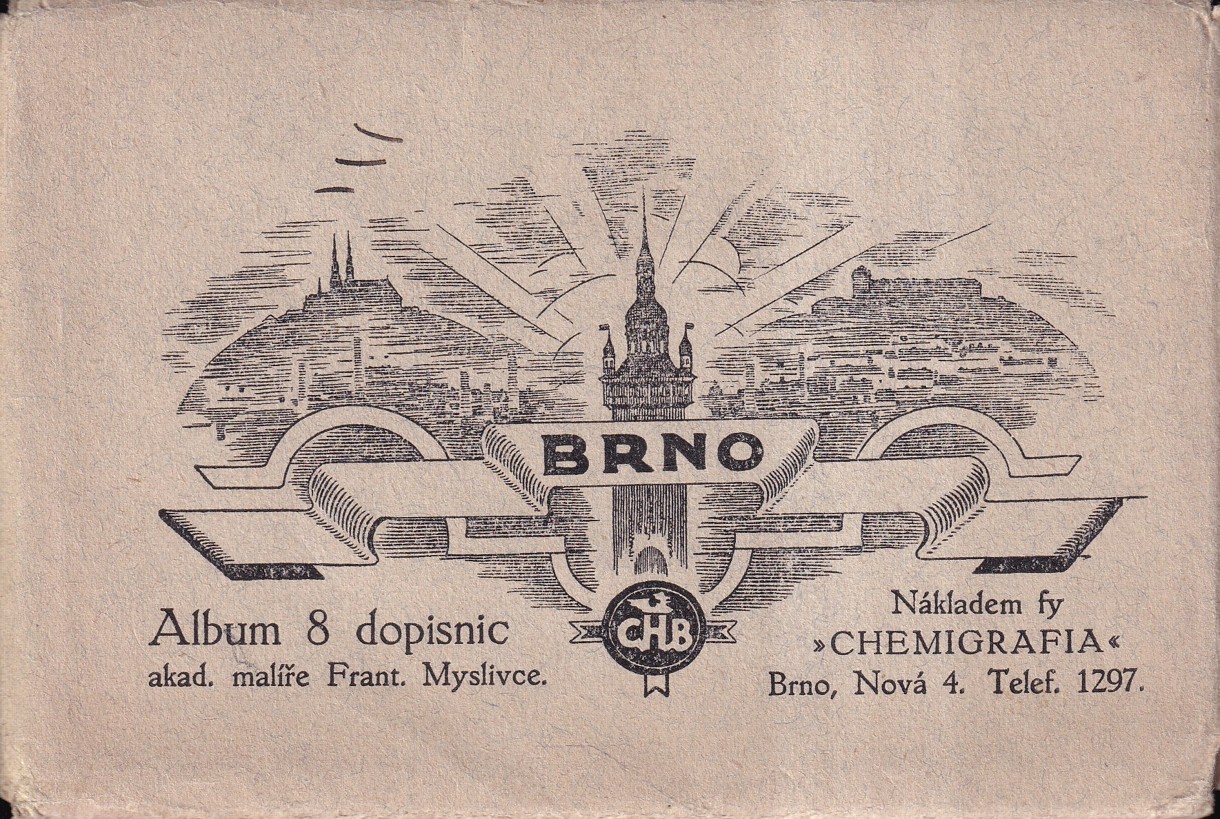 BRNO
CHB
Album 8 dopisnic
akad. malíře Frant. Myslivce.
Nákladem fy
»CHEMIGRAFIA«
Brno, Nová 4. Telef. 1297.